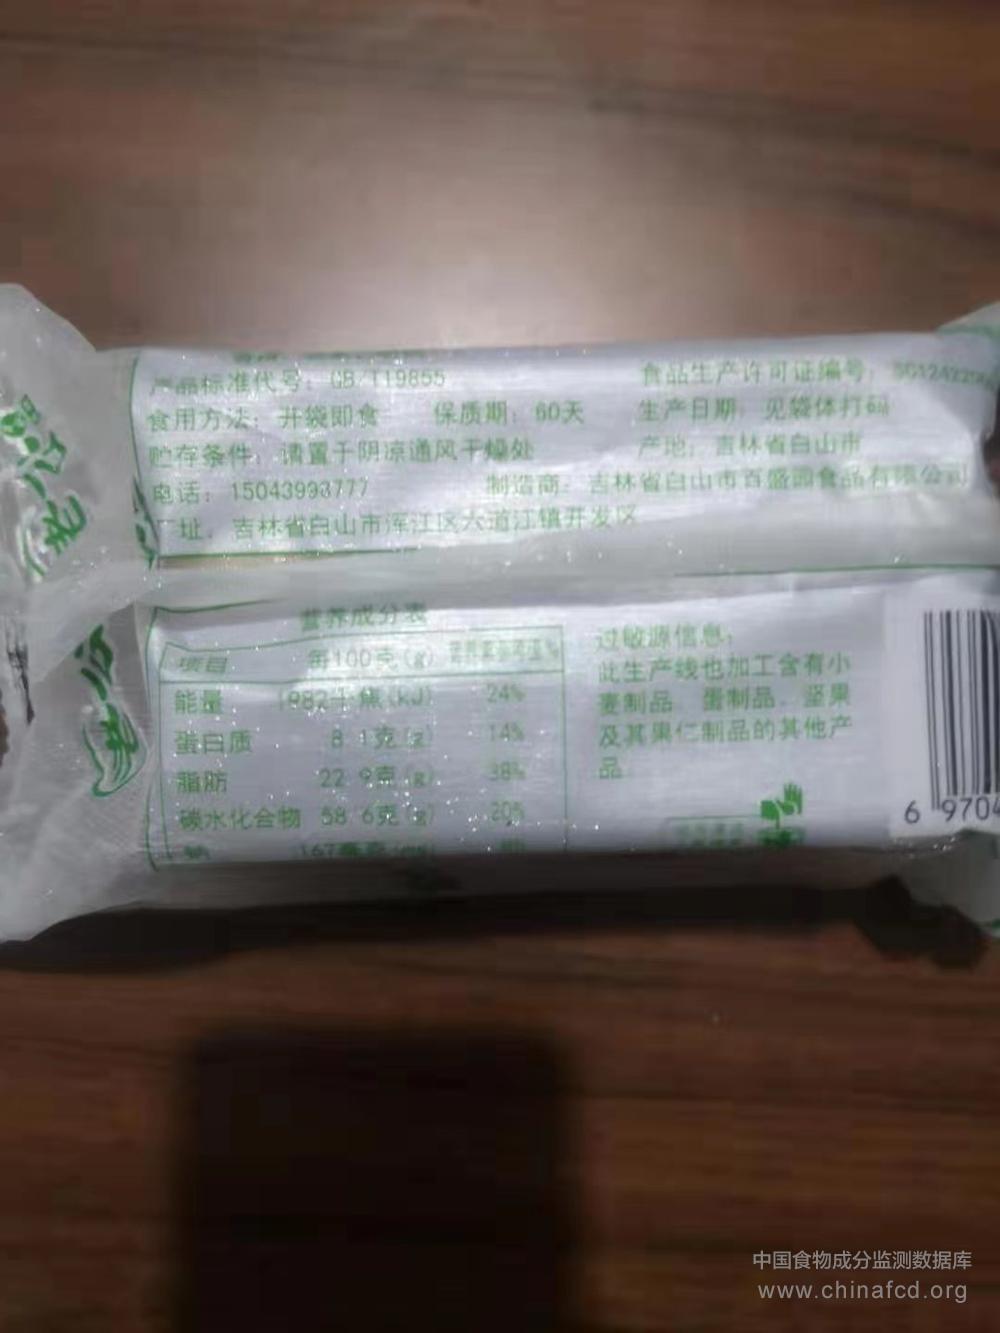 产品标准代号：GB/T19855
食品生产许可证编号：
食用方法：开袋即食 保质期：60天
生产日期：见袋体打码
贮存条件：请置于阴凉通风干燥处
产地：吉林省白山市
电话：15043993777
制造商：吉林省白山市百盛园食品有限公司
厂址：吉林省白山市浑江区六道江镇开发区
营养成分表
项目 每100克(g)
能量 1982千焦(kJ) 24%
蛋白质 8.1克(g) 14%
脂肪 22.9克(g) 38%
碳水化合物 58.6克(g) 20%
钠 167毫克(mg)
过敏源信息：
此生产线也加工含有小
麦制品、蛋制品、坚果
及其果仁制品的其他产
品
6 9704
中国食物成分监测数据库
www.chinafcd.org